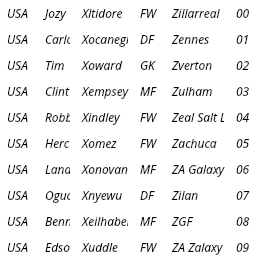 USA Jozy Xltidore FW Zillarreal 00
USA Carlo Xocanegr DF Zennes 01
USA Tim Xoward GK Zverton 02
USA Clint Xempsey MF Zulham 03
USA Robb Xindley FW Zeal Salt L 04
USA Herc Xomez FW Zachuca 05
USA Land Xonovan MF ZA Galaxy 06
USA Oguc Xnyewu DF Zilan 07
USA Benn Xeilhaber MF ZGF 08
USA Edso Xuddle FW ZA Zalaxy 09